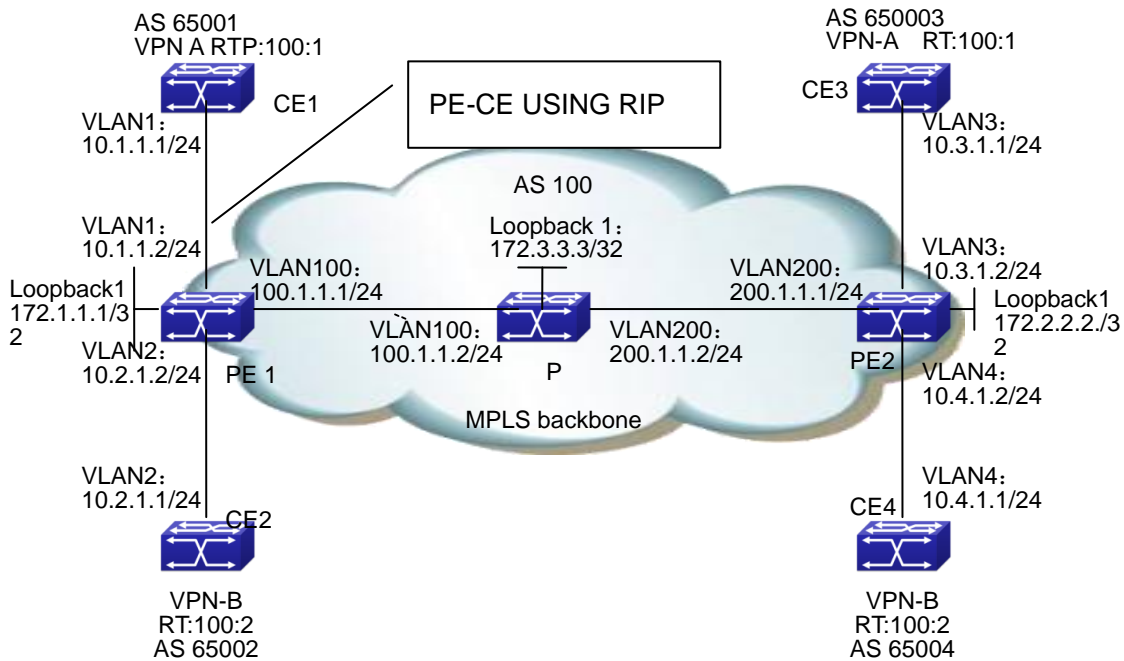 AS 65001
VPN A RTP:100:1
CE1
VLAN1：
10.1.1.1/24
AS 650003
VPN-A RT:100:1
CE3
VLAN3：
10.3.1.1/24
PE-CE USING RIP
AS 100
Loopback 1：
172.3.3.3/32
VLAN1：
10.1.1.2/24
VLAN100：
100.1.1.1/24
VLAN200：
200.1.1.1/24
VLAN3：
10.3.1.2/24
Loopback1
172.1.1.1/3
2
Loopback1
172.2.2.2./3
2
VLAN100：
100.1.1.2/24
VLAN200：
200.1.1.2/24
VLAN2：
10.2.1.2/24
PE 1
P
PE2
VLAN4：
10.4.1.2/24
MPLS backbone
VLAN2：
10.2.1.1/24
CE2
VLAN4：
10.4.1.1/24
CE4
VPN-B
RT:100:2
AS 65002
VPN-B
RT:100:2
AS 65004